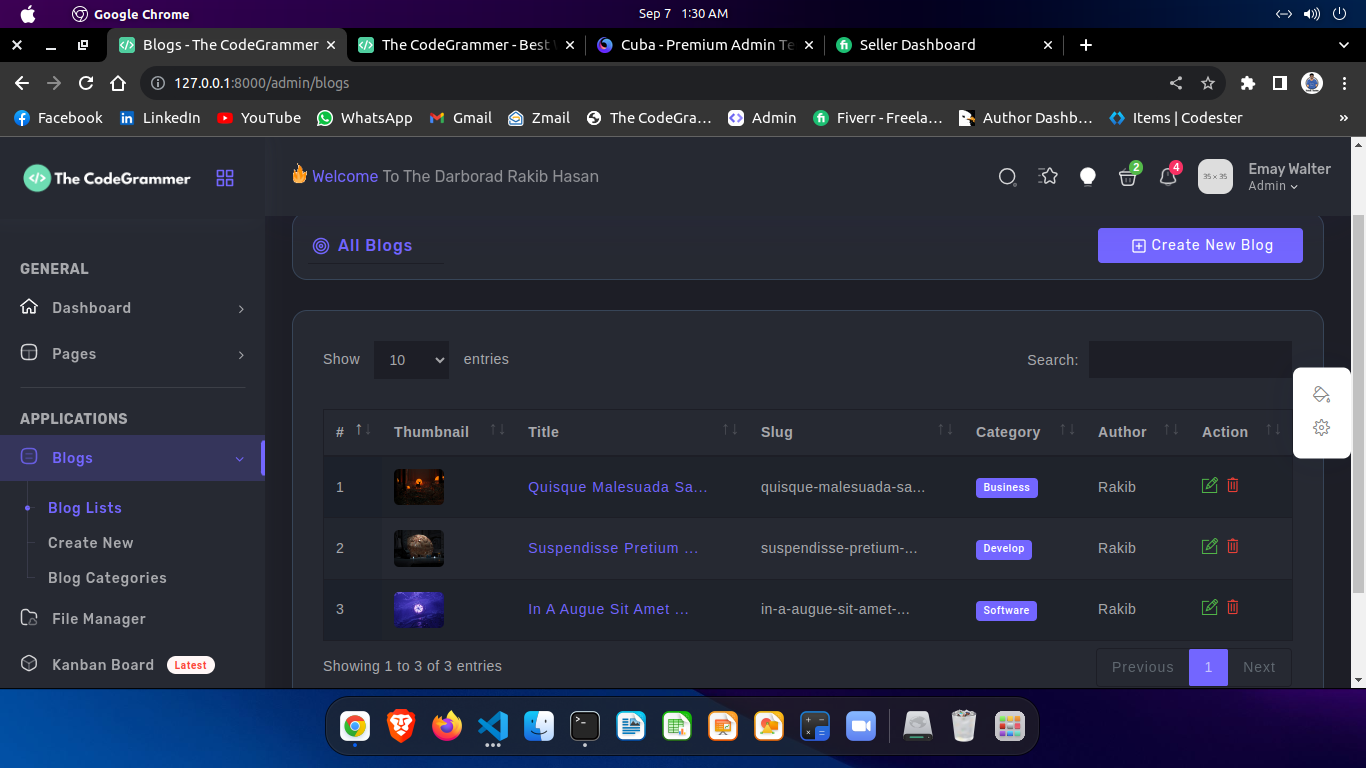 Google Chrome
Sep 7 1:30 AM
Blogs - The CodeGrammer
The CodeGrammer - Best
Cuba - Premium Admin Te
Seller Dashboard
127.0.0.1:8000/admin/blogs
Facebook
LinkedIn
YouTube
WhatsApp
Gmail
Zmail
The CodeGra…
Admin
Fiverr - Freela…
Author Dashb…
Items | Codester
»
The CodeGrammer
Welcome To The Darborad Rakib Hasan
2
4
35 × 35
Emay Walter
Admin
All Blogs
Create New Blog
GENERAL
Dashboard
Pages
APPLICATIONS
Blogs
Blog Lists
Create New
Blog Categories
File Manager
Kanban Board Latest
Show 10 entries
Search:
# Thumbnail Title Slug Category Author Action
1 Quisque Malesuada Sa... quisque-malesuada-sa... Business Rakib
2 Suspendisse Pretium ... suspendisse-pretium-... Develop Rakib
3 In A Augue Sit Amet ... in-a-augue-sit-amet-... Software Rakib
Showing 1 to 3 of 3 entries
Previous 1 Next